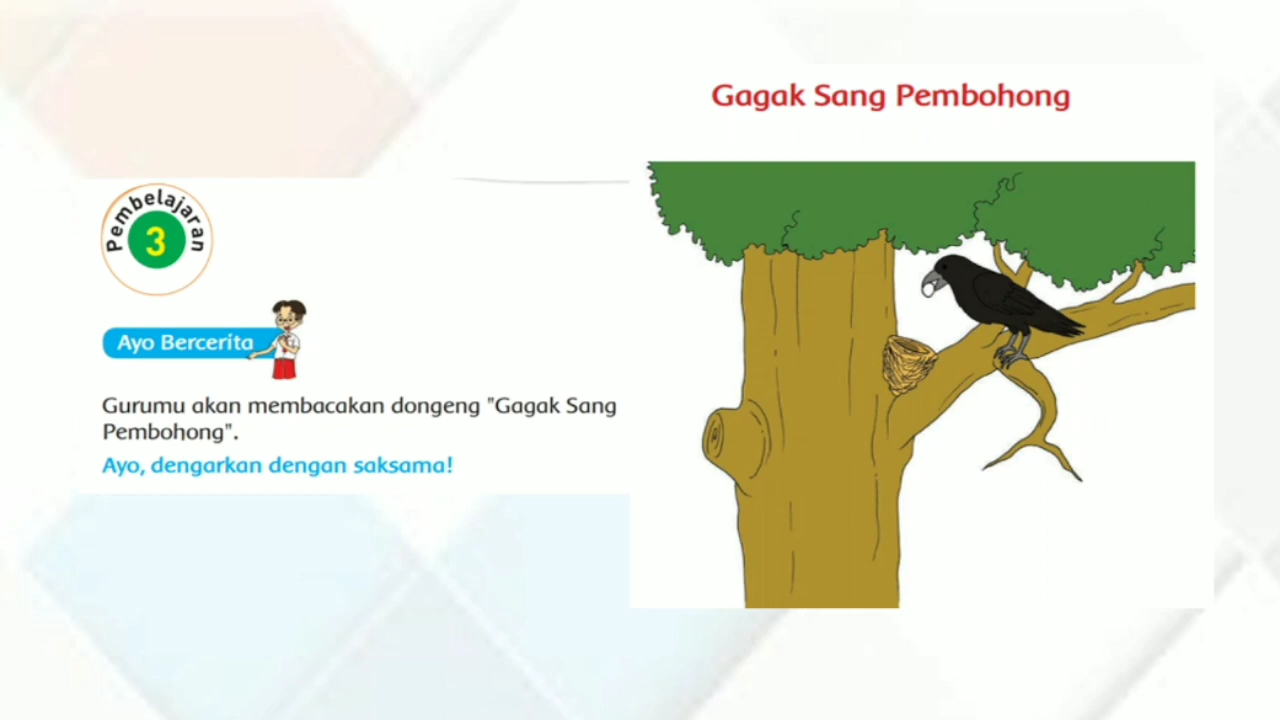 Gagak Sang Pembohong
Pembelajaran
3
Ayo Bercerita
Gurumu akan membacakan dongeng "Gagak Sang
Pembohong".
Ayo, dengarkan dengan saksama!